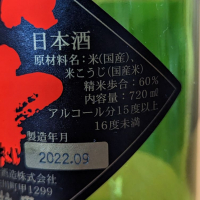 日本酒
原材料名:米(国産)、
米こうじ(国産米)
精米歩合:60%
内容量:720ml
アルコール分15度以上
16度未満
製造年月
2022.09
酒造株式会社
田町甲1299